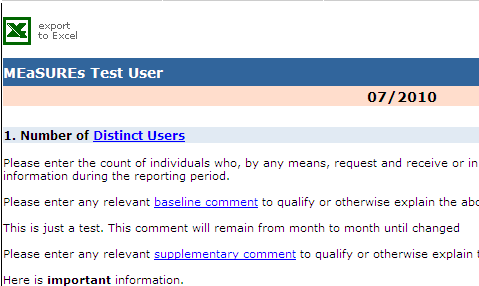 export
to Excel
MEaSUREs Test User
07/2010
1. Number of Distinct Users
Please enter the count of individuals who, by any means, request and receive or in
information during the reporting period.
Please enter any relevant baseline comment to qualify or otherwise explain the abo
This is just a test. This comment will remain from month to month until changed
Please enter any relevant supplementary comment to qualify or otherwise explain t
Here is important information.